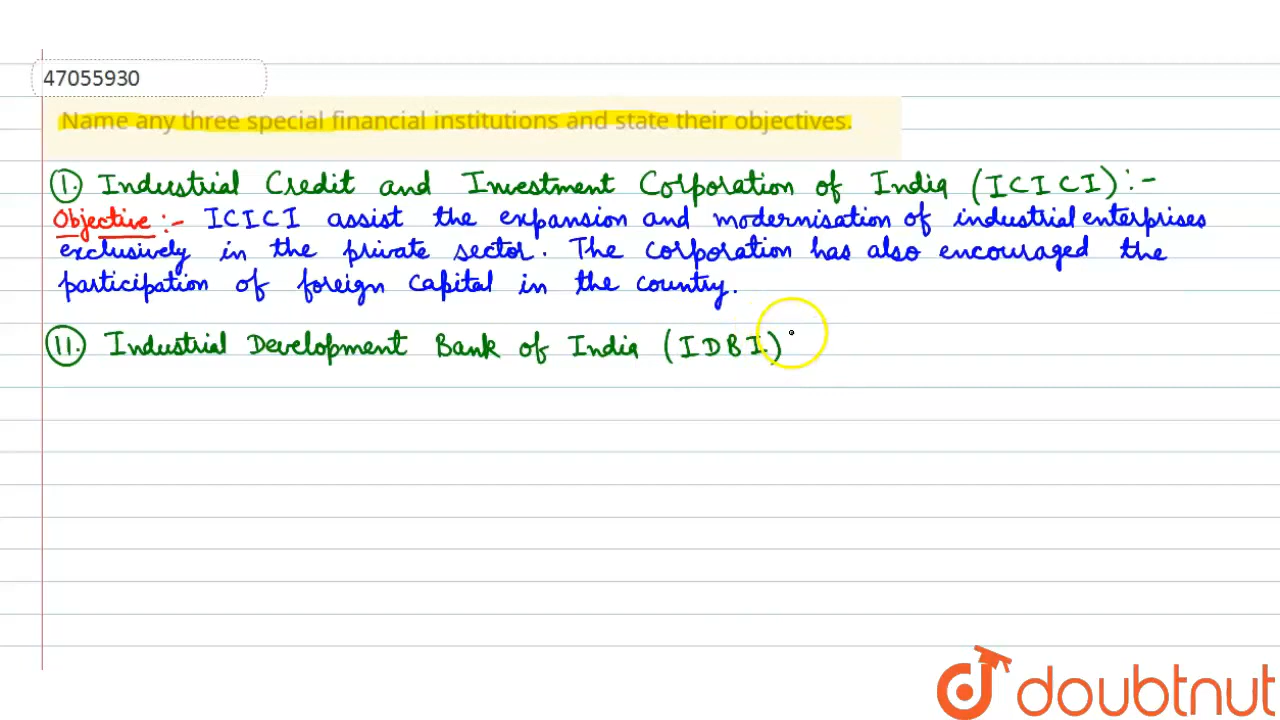 47055930
Name any three special financial institutions and state their objectives.
I. Industrial Credit and Investment Corporation of India (ICICI):-
Objective:- ICICI assist the expansion and modernisation of industrial enterprises
exclusively in the private sector. The corporation has also encouraged the
participation of foreign capital in the country.
II. Industrial Development Bank of India (IDBI)
doubtnut